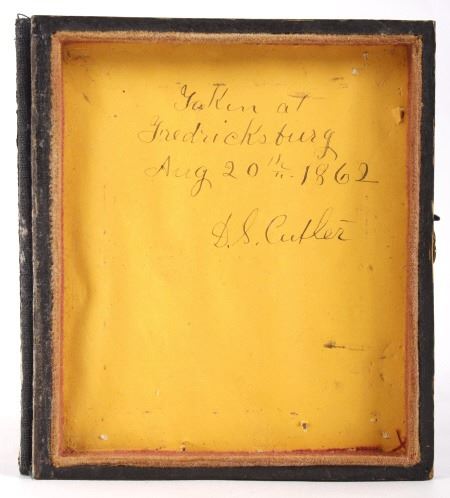 Taken at
Fredricksburg
Aug 20th 1862
D. S. Cutler